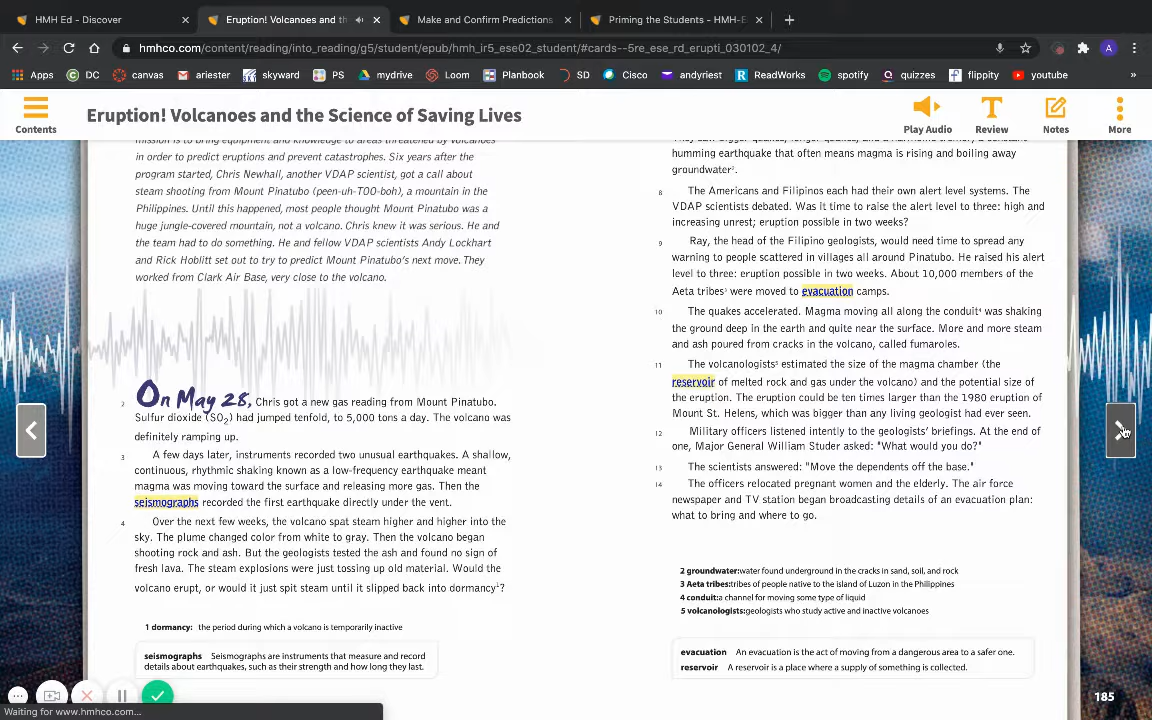 HMH Ed - Discover
Eruption! Volcanoes and th
Make and Confirm Predictions
Priming the Students - HMH-E
hmhco.com/content/reading/into_reading/g5/student/epub/hmh_ir5_ese02_student/#cards--5re_ese_rd_erupti_030102_4/
A
Apps DC canvas ariester skyward PS mydrive Loom Planbook SD Cisco andyriest ReadWorks spotify quizzes flippity youtube »
Contents
Eruption! Volcanoes and the Science of Saving Lives
Play Audio
Review
Notes
More
mission is to bring equipment and knowledge to areas threatened by volcanoes
in order to predict eruptions and prevent catastrophes. Six years after the
program started, Chris Newhall, another VDAP scientist, got a call about
steam shooting from Mount Pinatubo (peen-uh-TOO-boh), a mountain in the
Philippines. Until this happened, most people thought Mount Pinatubo was a
huge jungle-covered mountain, not a volcano. Chris knew it was serious. He and
the team had to do something. He and fellow VDAP scientists Andy Lockhart
and Rick Hoblitt set out to try to predict Mount Pinatubo's next move. They
worked from Clark Air Base, very close to the volcano.
2 On May 28, Chris got a new gas reading from Mount Pinatubo.
Sulfur dioxide (SO2) had jumped tenfold, to 5,000 tons a day. The volcano was
definitely ramping up.
3 A few days later, instruments recorded two unusual earthquakes. A shallow,
continuous, rhythmic shaking known as a low-frequency earthquake meant
magma was moving toward the surface and releasing more gas. Then the
seismographs recorded the first earthquake directly under the vent.
4 Over the next few weeks, the volcano spat steam higher and higher into the
sky. The plume changed color from white to gray. Then the volcano began
shooting rock and ash. But the geologists tested the ash and found no sign of
fresh lava. The steam explosions were just tossing up old material. Would the
volcano erupt, or would it just spit steam until it slipped back into dormancy1?
1 dormancy: the period during which a volcano is temporarily inactive
seismographs Seismographs are instruments that measure and record
details about earthquakes, such as their strength and how long they last.
humming earthquake that often means magma is rising and boiling away
groundwater2.
8 The Americans and Filipinos each had their own alert level systems. The
VDAP scientists debated. Was it time to raise the alert level to three: high and
increasing unrest; eruption possible in two weeks?
9 Ray, the head of the Filipino geologists, would need time to spread any
warning to people scattered in villages all around Pinatubo. He raised his alert
level to three: eruption possible in two weeks. About 10,000 members of the
Aeta tribes3 were moved to evacuation camps.
10 The quakes accelerated. Magma moving all along the conduit4 was shaking
the ground deep in the earth and quite near the surface. More and more steam
and ash poured from cracks in the volcano, called fumaroles.
11 The volcanologists5 estimated the size of the magma chamber (the
reservoir of melted rock and gas under the volcano) and the potential size of
the eruption. The eruption could be ten times larger than the 1980 eruption of
Mount St. Helens, which was bigger than any living geologist had ever seen.
12 Military officers listened intently to the geologists' briefings. At the end of
one, Major General William Studer asked: "What would you do?"
13 The scientists answered: "Move the dependents off the base."
14 The officers relocated pregnant women and the elderly. The air force
newspaper and TV station began broadcasting details of an evacuation plan:
what to bring and where to go.
2 groundwater:water found underground in the cracks in sand, soil, and rock
3 Aeta tribes:tribes of people native to the island of Luzon in the Philippines
4 conduit:a channel for moving some type of liquid
5 volcanologists:geologists who study active and inactive volcanoes
evacuation An evacuation is the act of moving from a dangerous area to a safer one.
reservoir A reservoir is a place where a supply of something is collected.
185
Waiting for www.hmhco.com...